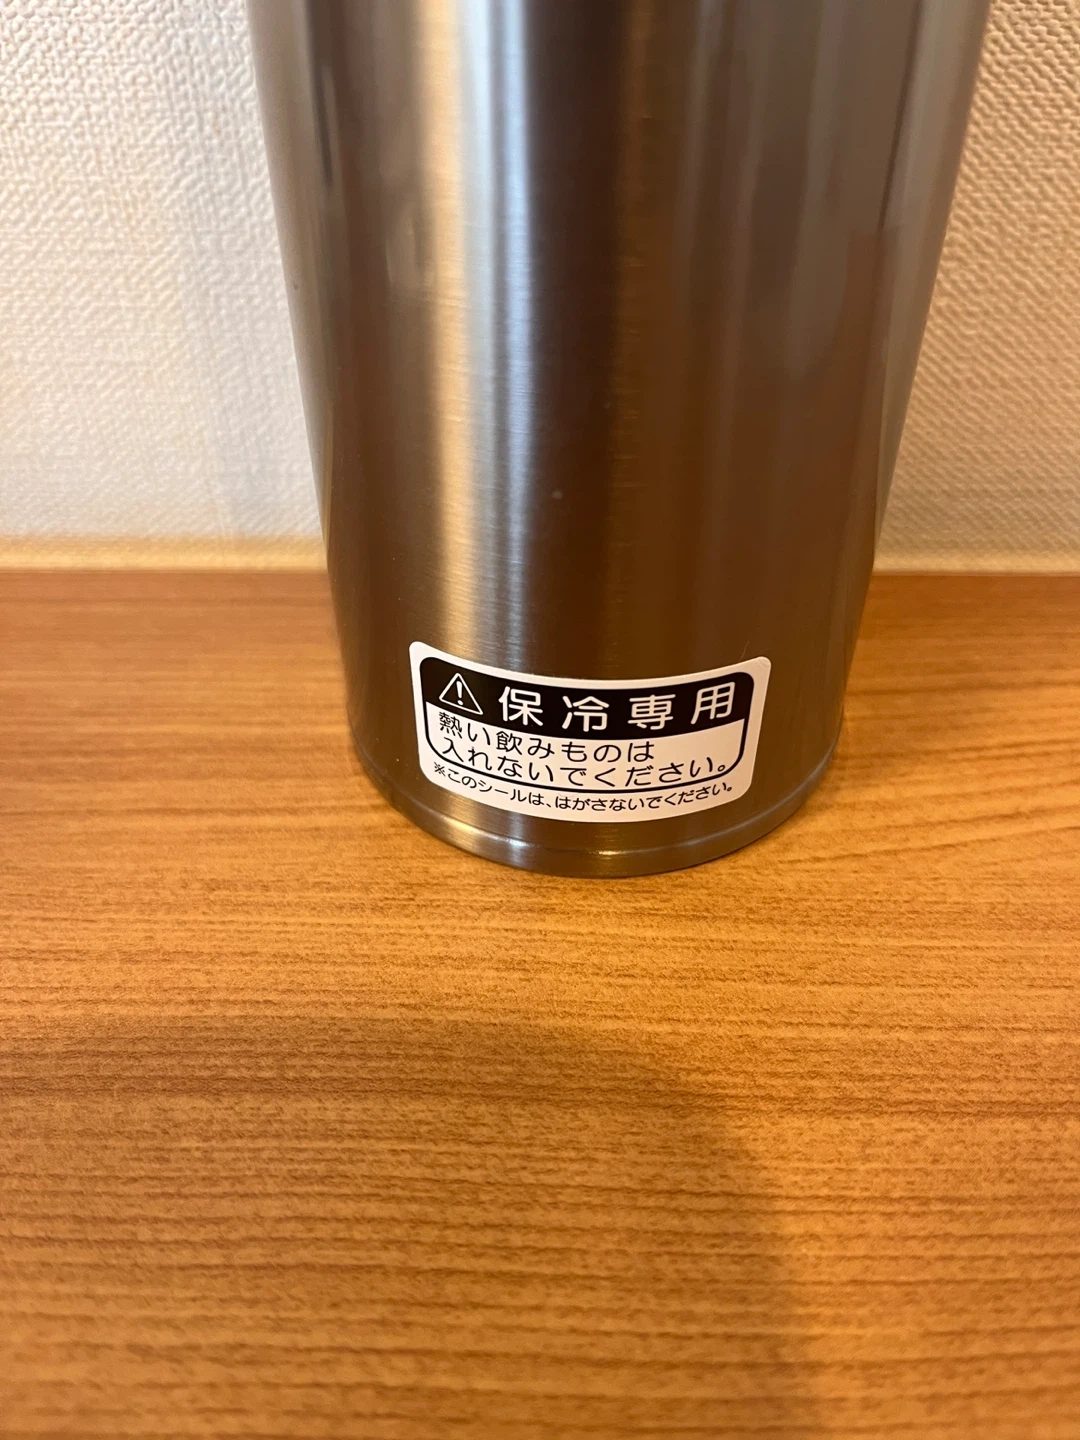 保冷専用
熱い飲みものは
入れないでください。
※このシールは、はがさないでください。